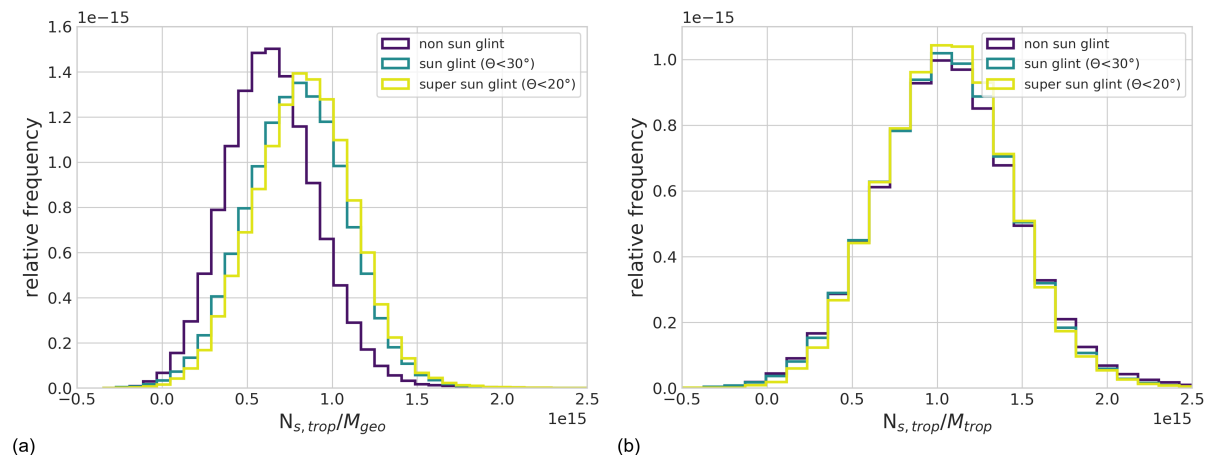 1e−15
1.6
1.4
1.2
1.0
0.8
0.6
0.4
0.2
0.0
relative frequency
non sun glint
sun glint (Θ<30°)
super sun glint (Θ<20°)
−0.5 0.0 0.5 1.0 1.5 2.0 2.5
1e15
N_{s, trop}/M_{geo}
(a)
1e−15
1.0
0.8
0.6
0.4
0.2
0.0
relative frequency
non sun glint
sun glint (Θ<30°)
super sun glint (Θ<20°)
−0.5 0.0 0.5 1.0 1.5 2.0 2.5
1e15
N_{s, trop}/M_{trop}
(b)